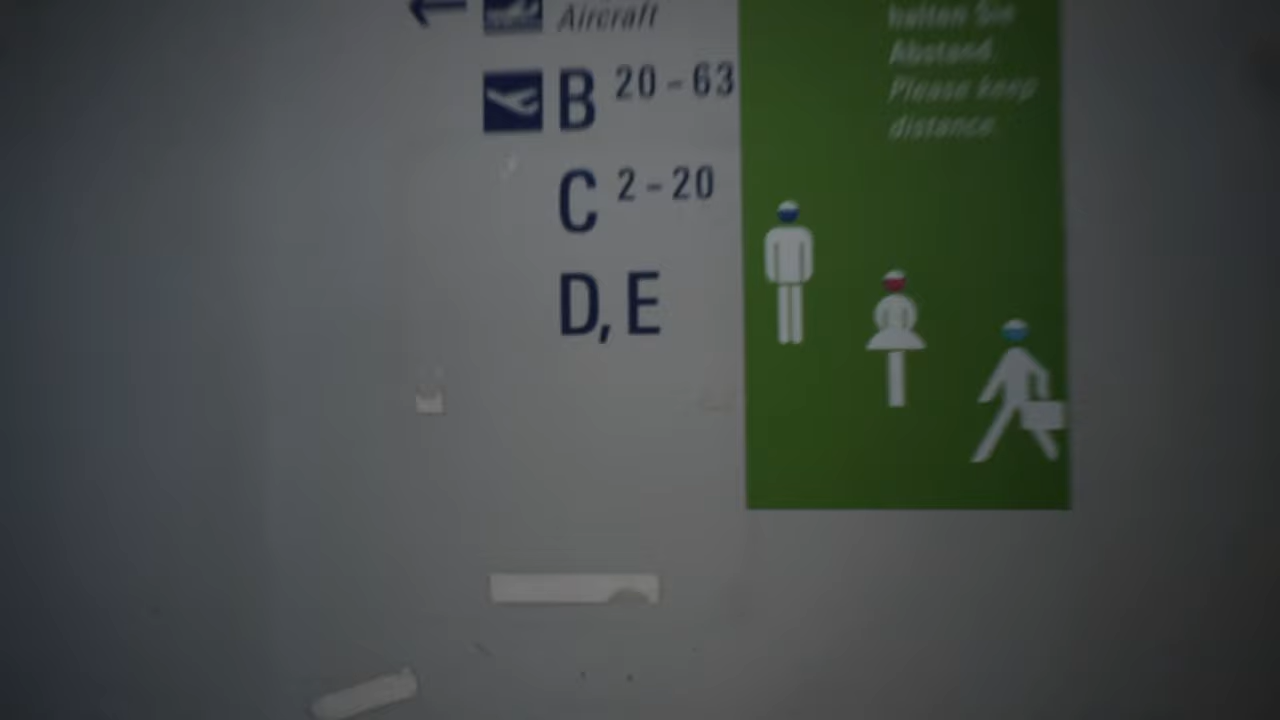 Aircraft
B 20 - 63
C 2 - 20
D, E
halten Sie
Abstand.
Please keep
distance.